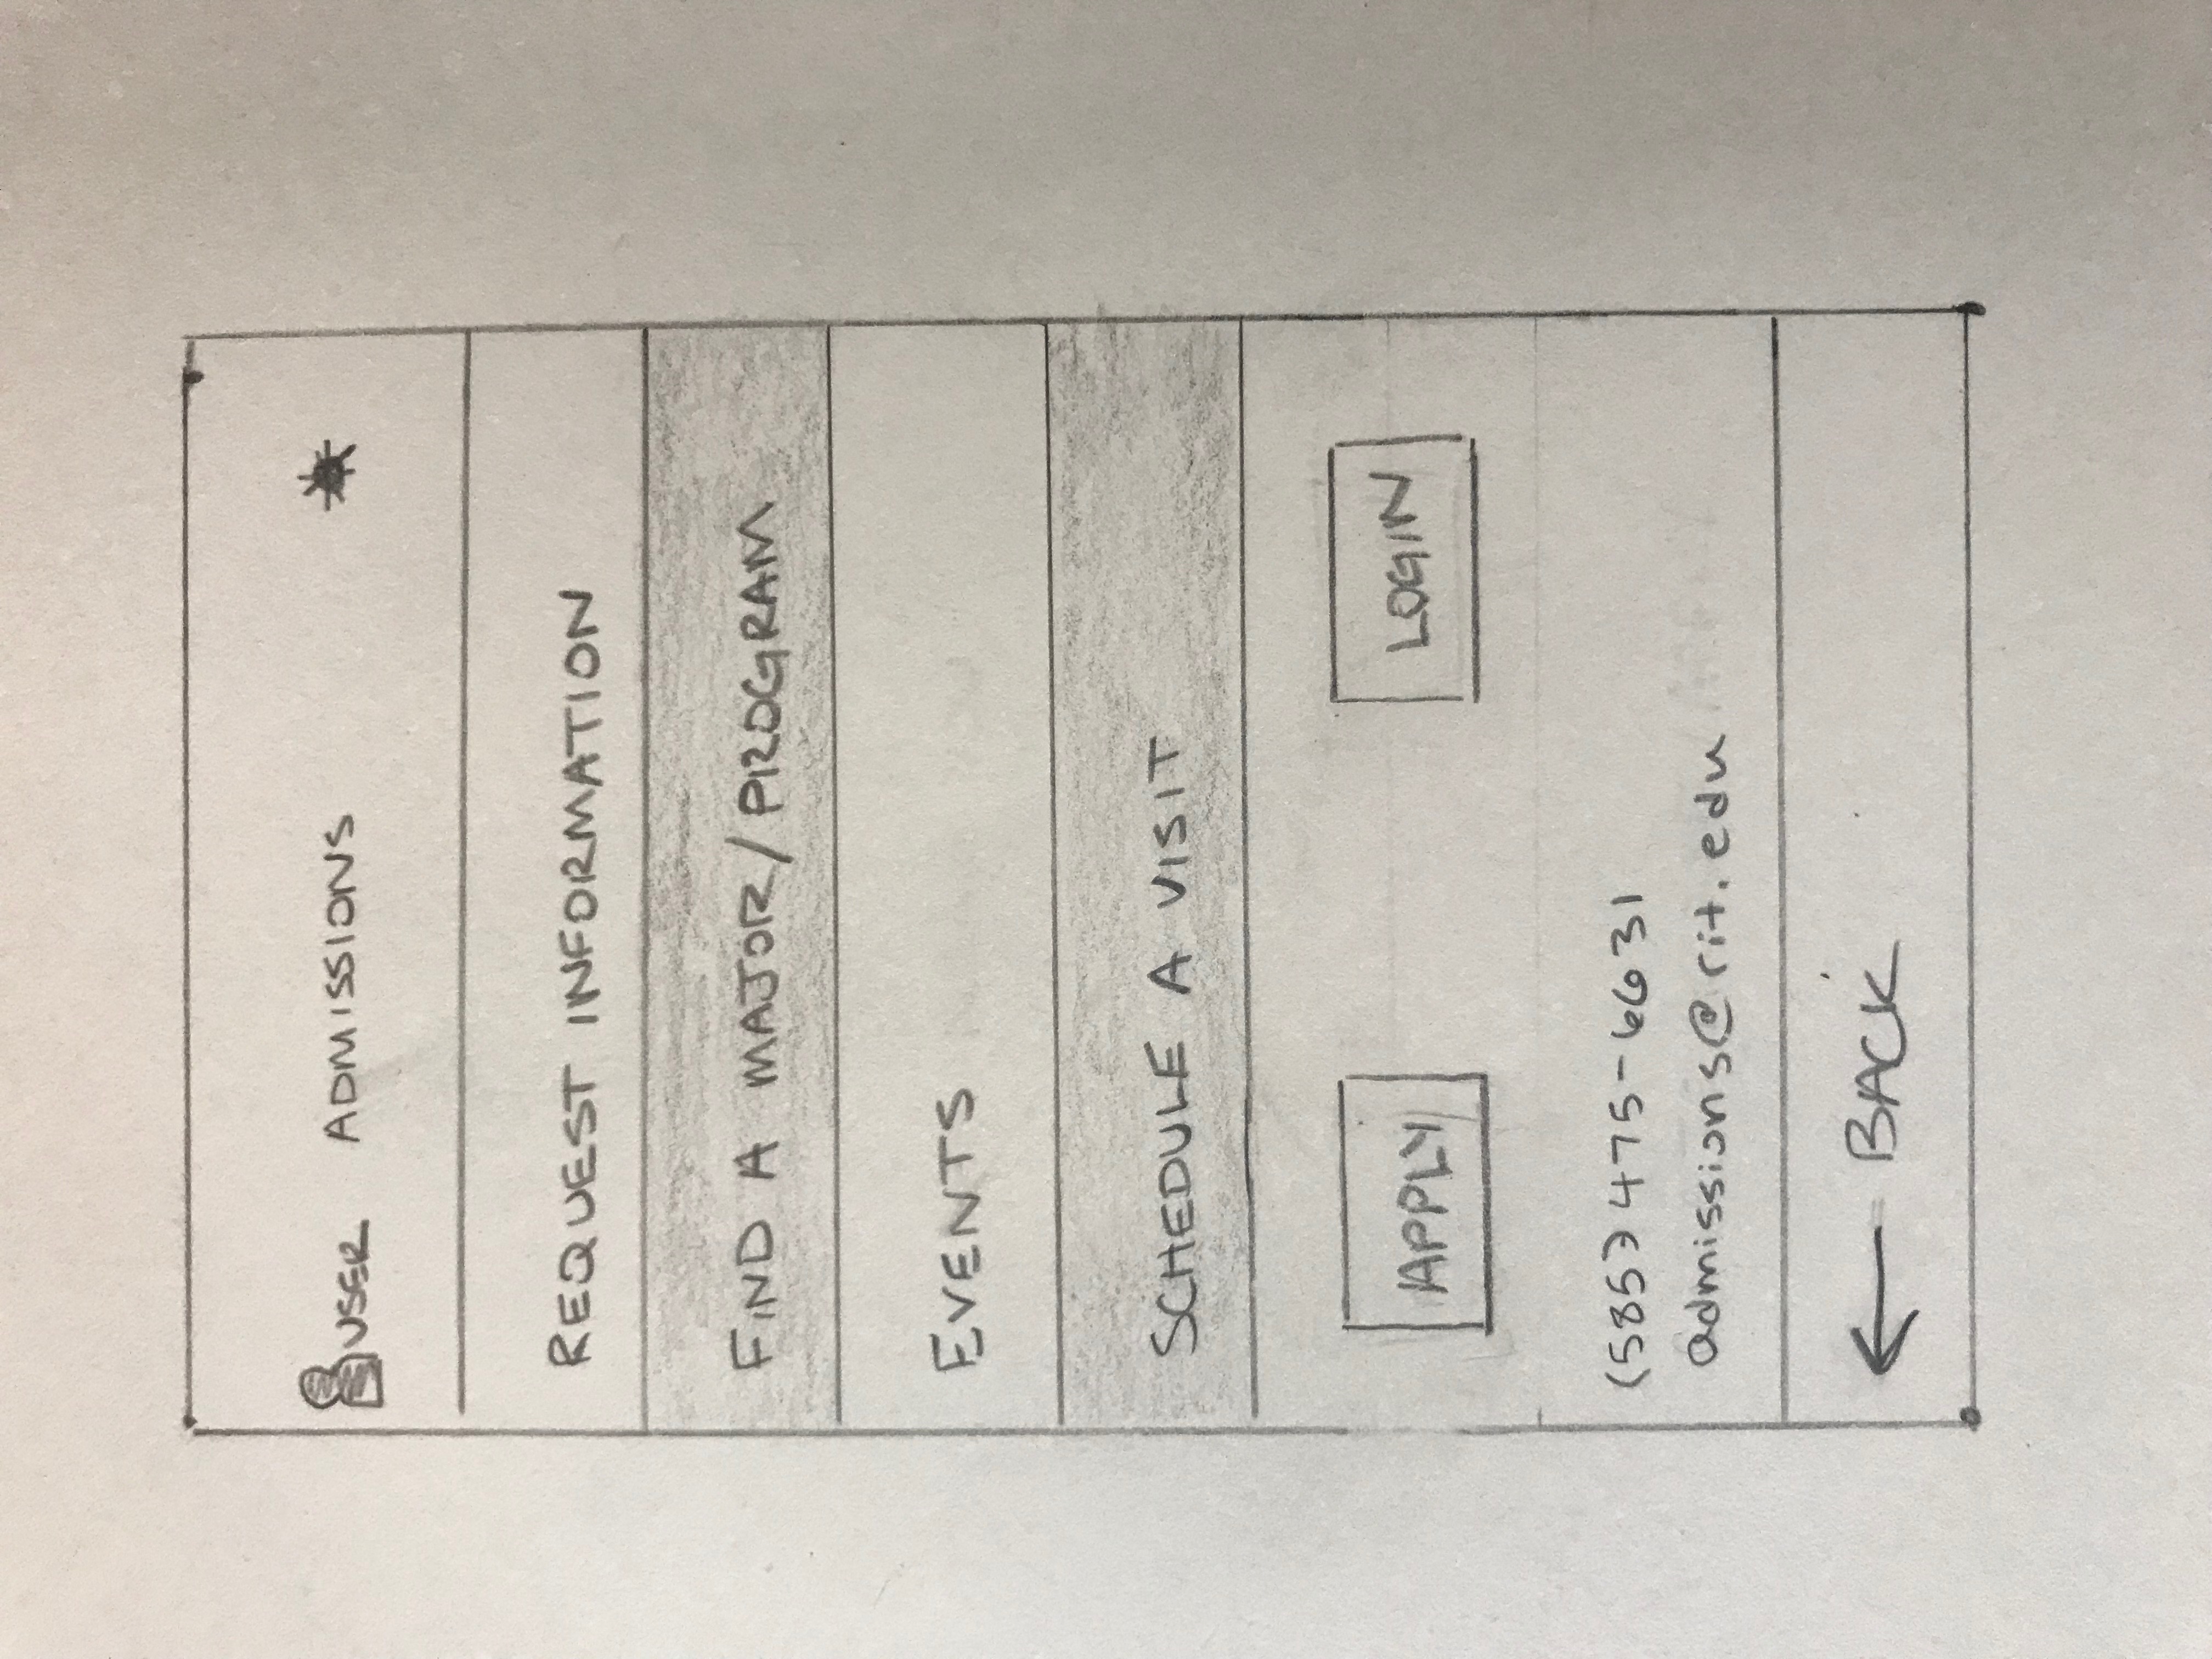 USER ADMISSIONS
REQUEST INFORMATION
FIND A MAJOR/PROGRAM
EVENTS
SCHEDULE A VISIT
APPLY LOGIN
(585) 475-6631
admissions@rit.edu
← BACK